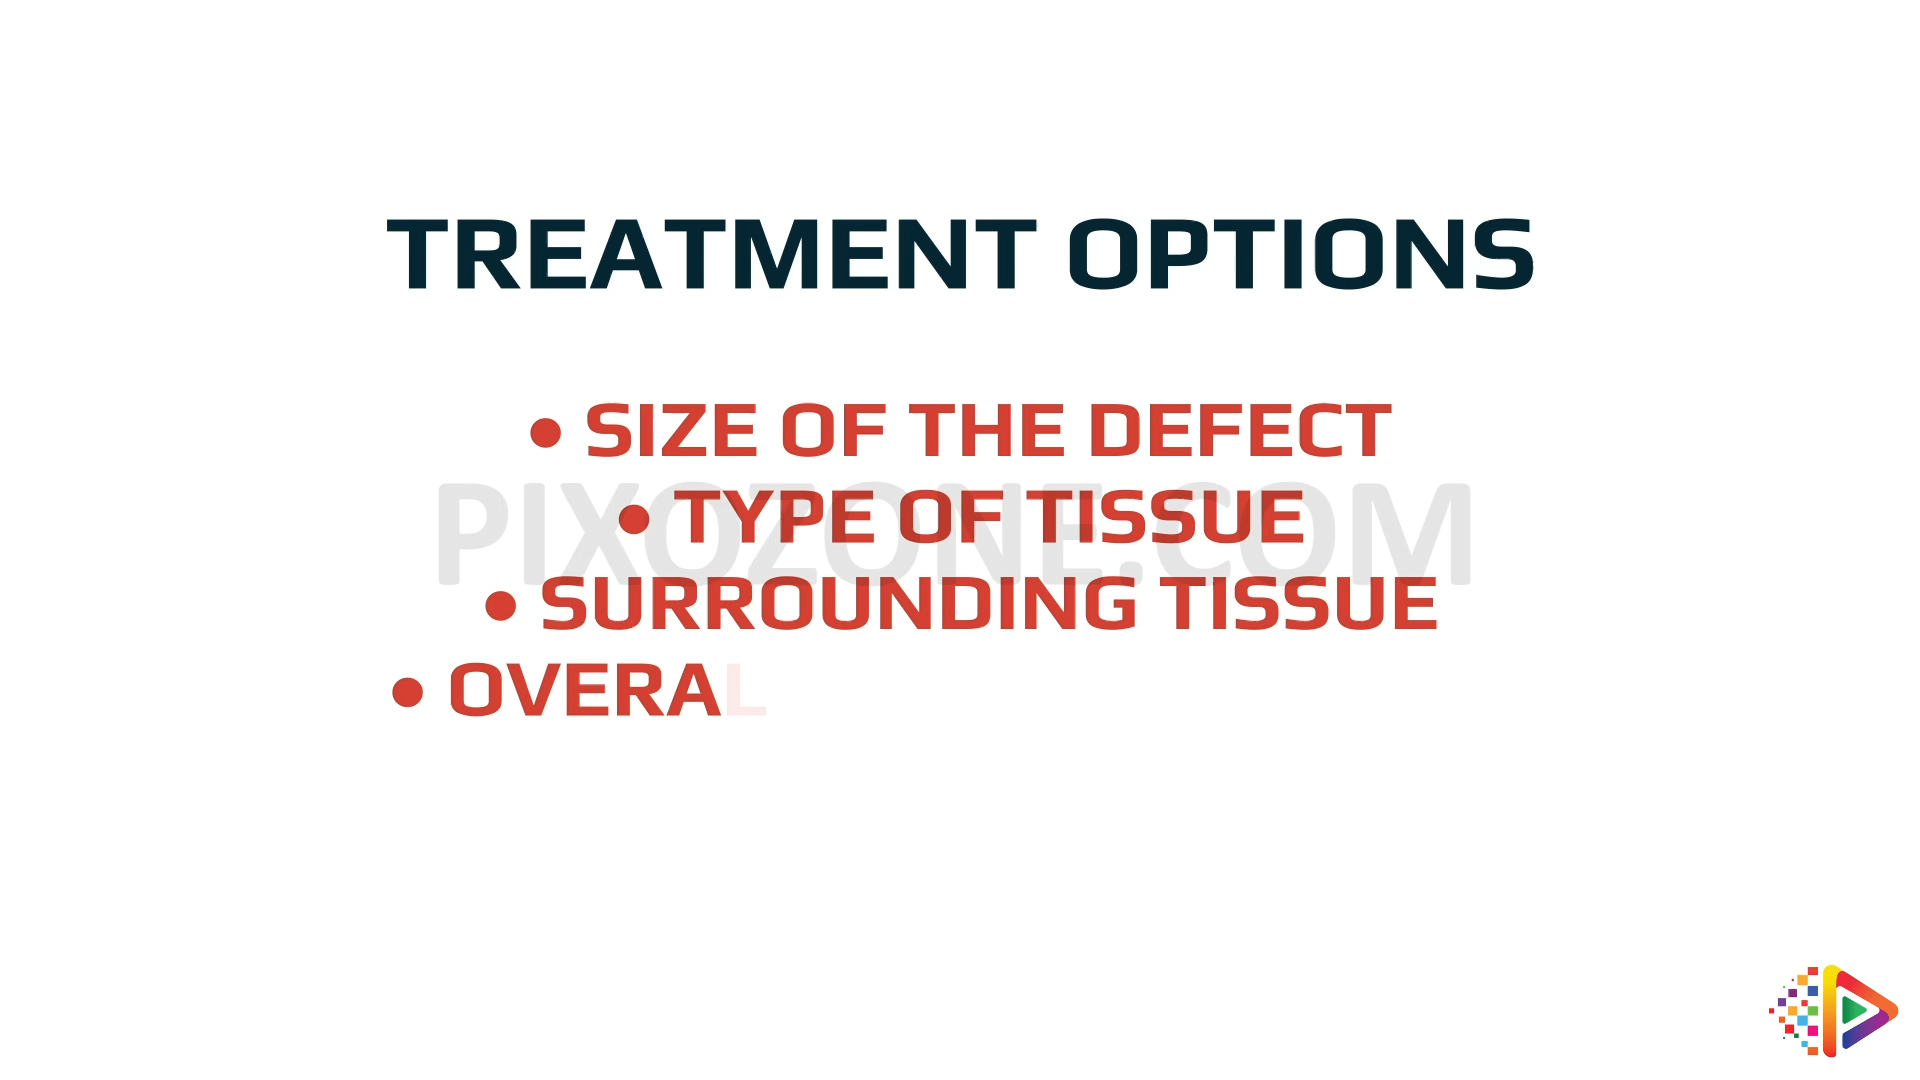 TREATMENT OPTIONS
• SIZE OF THE DEFECT
• TYPE OF TISSUE
PIXOZONE.COM
• SURROUNDING TISSUE
• OVERAL